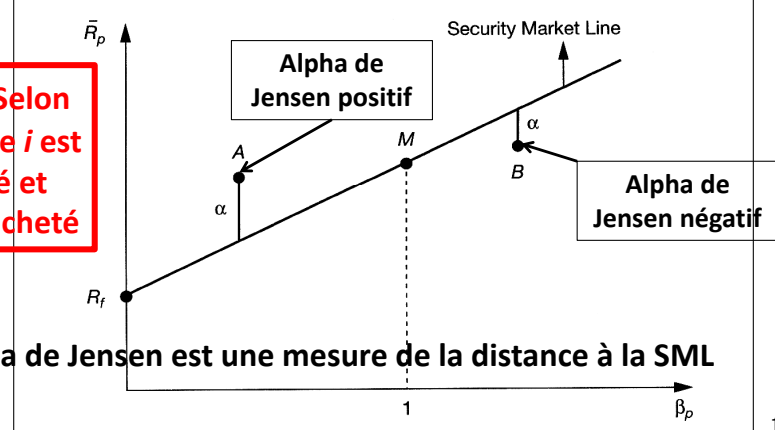 R̄p
Security Market Line
Alpha de
Jensen positif
Selon
e i est
é et
cheté
A
M
α
B
α
Alpha de
Jensen négatif
Rf
a de Jensen est une mesure de la distance à la SML
1
βp